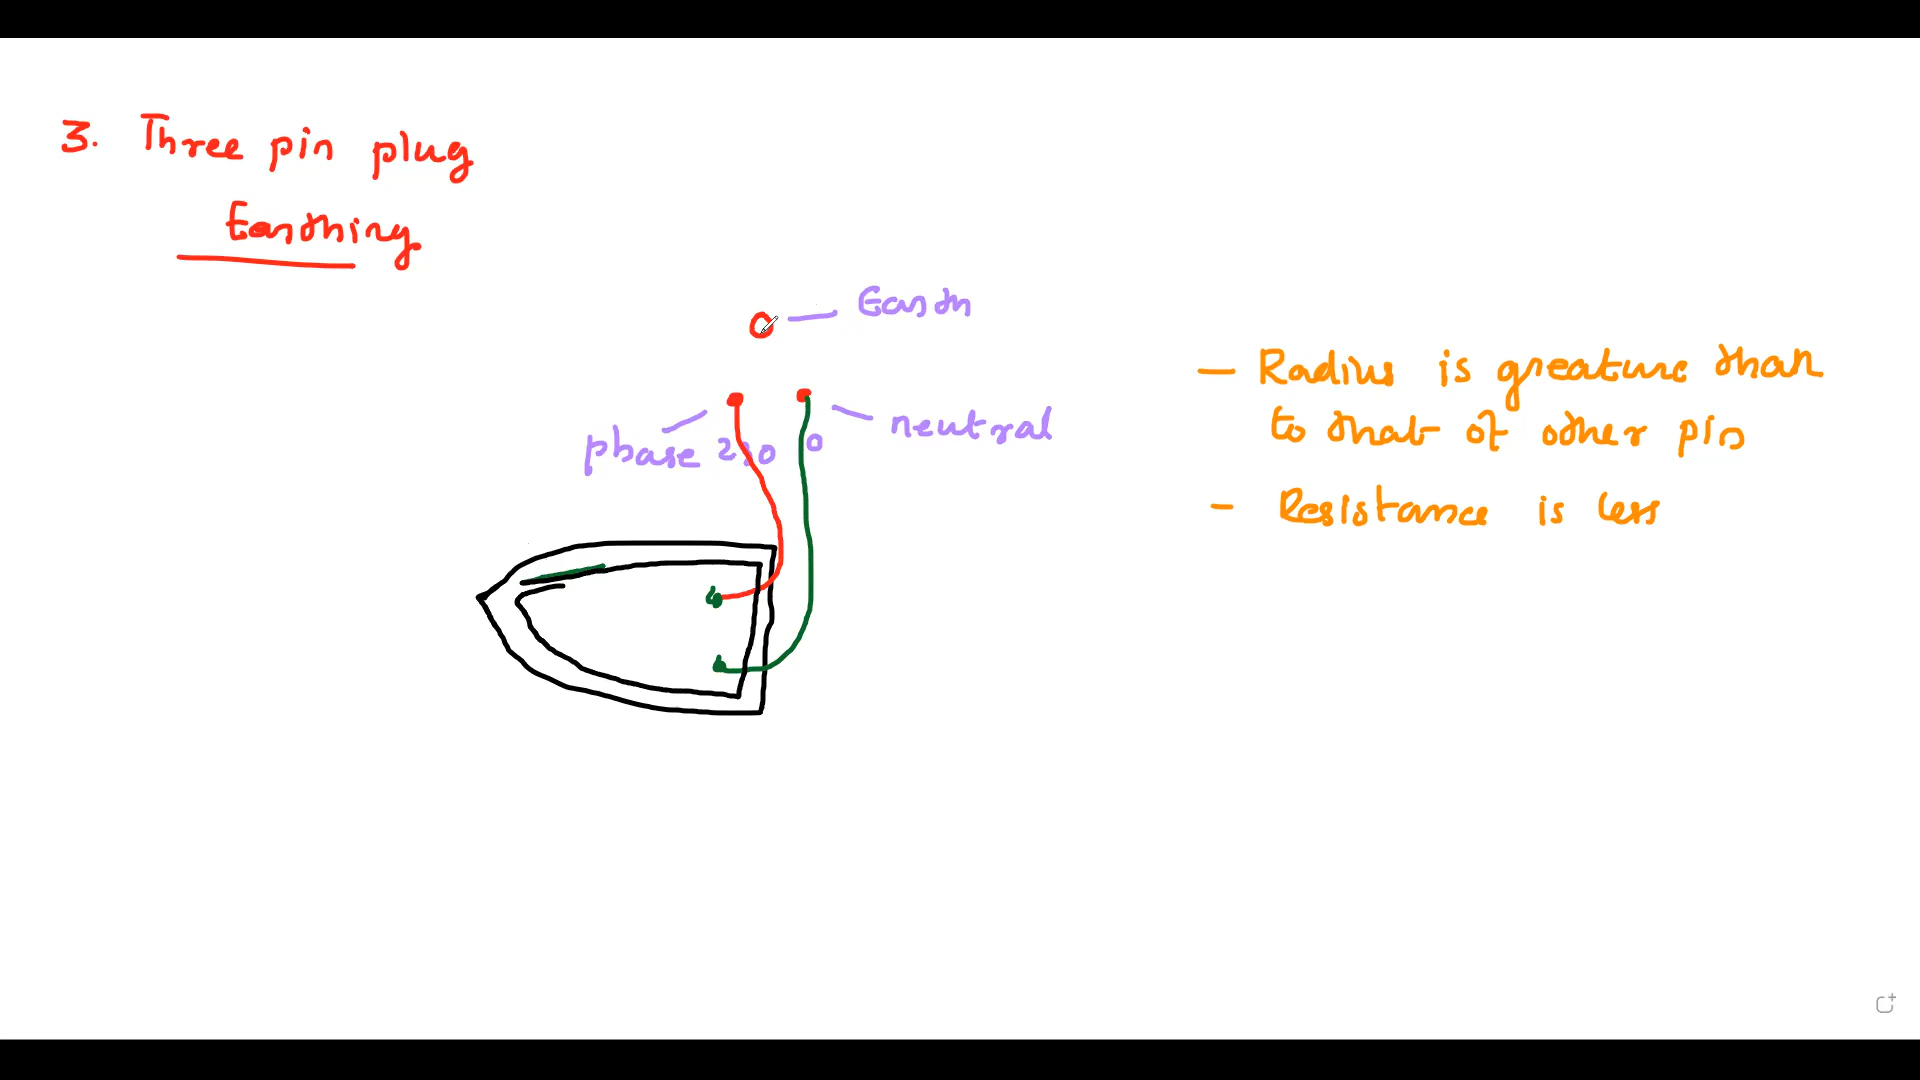 3. Three pin plug
Earthing
Earth
phase 230 0 neutral
- Radius is greature than
to that of other pin
- Resistance is less